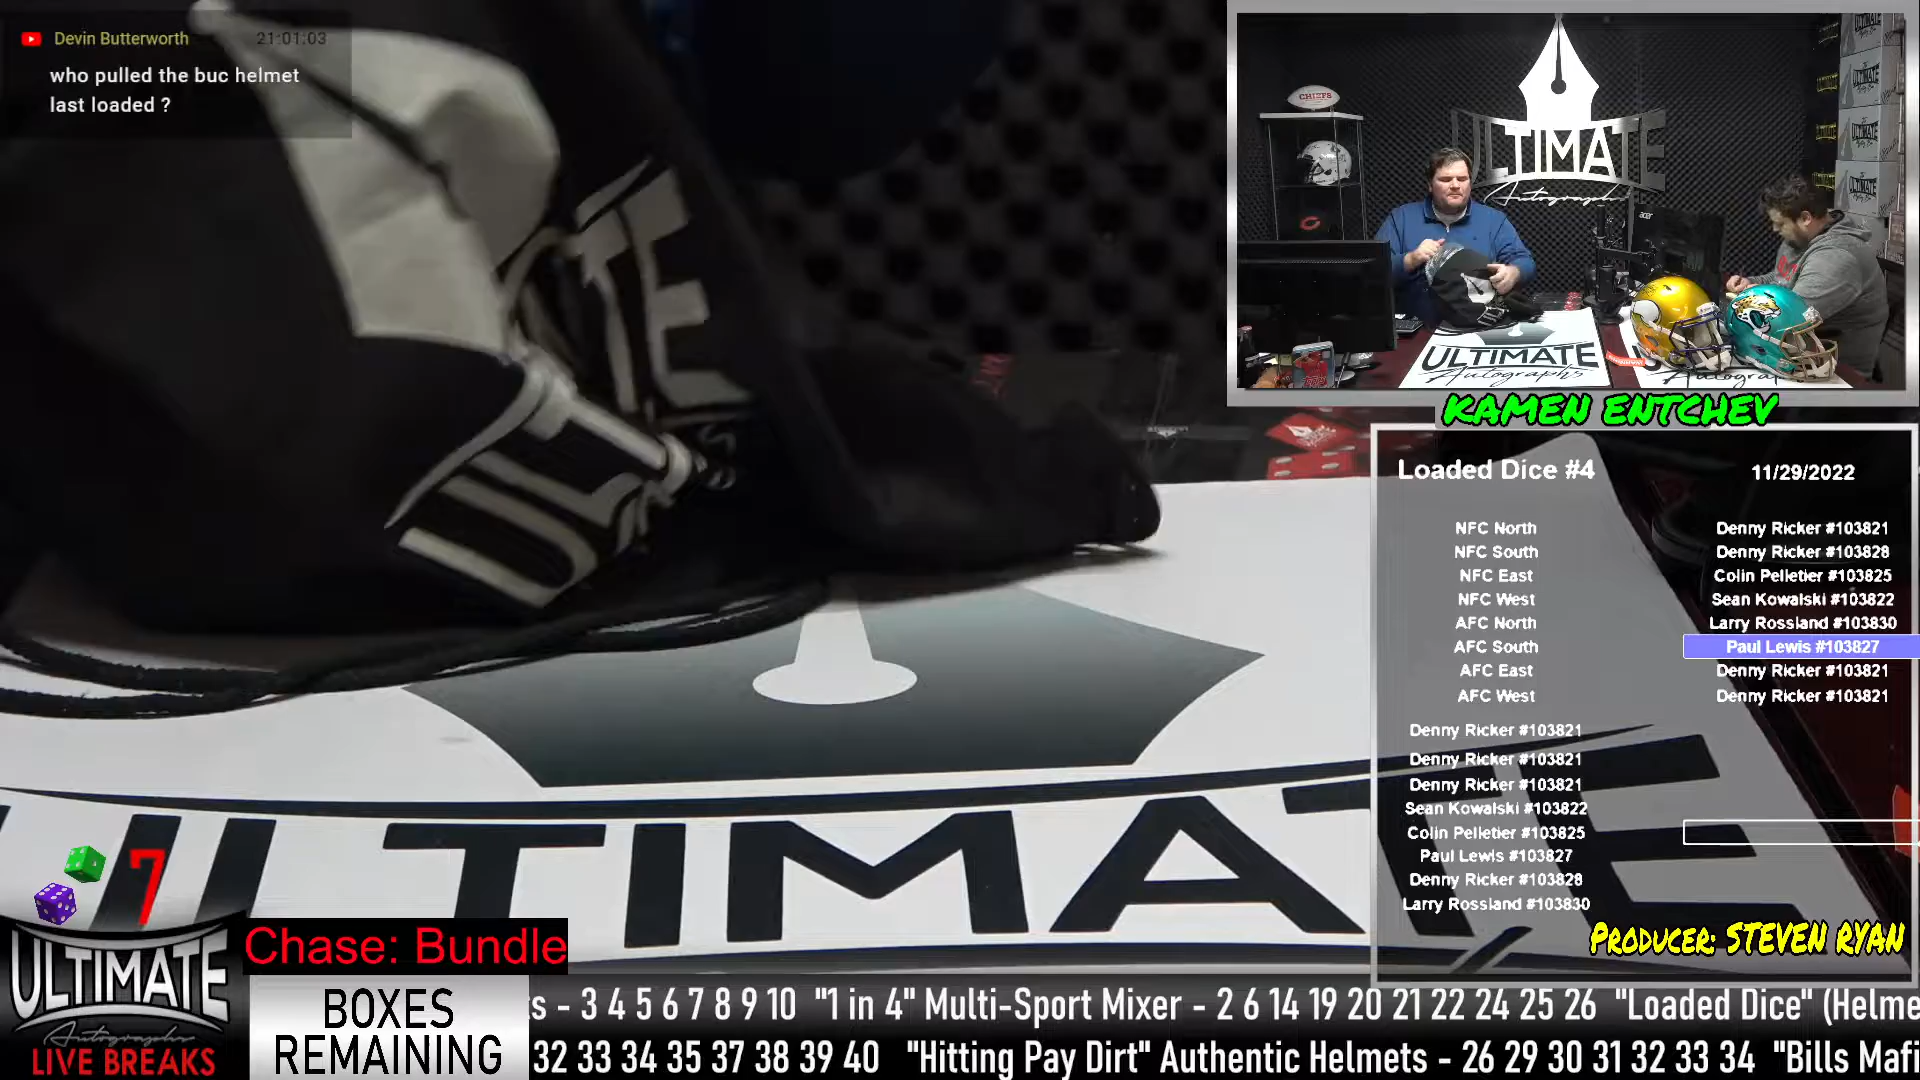 Devin Butterworth 21:01:03
who pulled the buc helmet
last loaded ?
CHIEFS
ULTIMATE
Autographs
acer
ULTIMATE
Autographs
KAMEN ENTCHEV
Loaded Dice #4 11/29/2022
NFC North Denny Ricker #103821
NFC South Denny Ricker #103828
NFC East Colin Pelletier #103825
NFC West Sean Kowalski #103822
AFC North Larry Rossland #103830
AFC South Paul Lewis #103827
AFC East Denny Ricker #103821
AFC West Denny Ricker #103821
Denny Ricker #103821
Denny Ricker #103821
Denny Ricker #103821
Sean Kowalski #103822
Colin Pelletier #103825
Paul Lewis #103827
Denny Ricker #103828
Larry Rossland #103830
Producer: STEVEN RYAN
ULTIMATE
7
ULTIMATE
Autographs
LIVE BREAKS
Chase: Bundle
BOXES
REMAINING
ts - 3 4 5 6 7 8 9 10 "1 in 4" Multi-Sport Mixer - 2 6 14 19 20 21 22 24 25 26 "Loaded Dice" (Helme
32 33 34 35 37 38 39 40 "Hitting Pay Dirt" Authentic Helmets - 26 29 30 31 32 33 34 "Bills Mafi